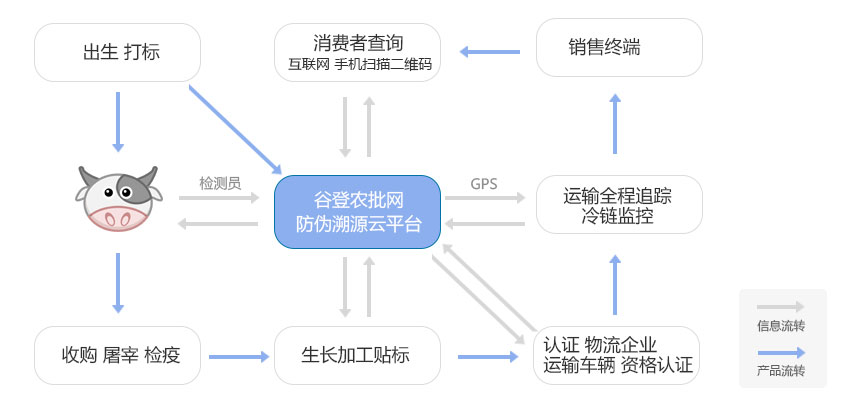 出生 打标
消费者查询
互联网 手机扫描二维码
销售终端
检测员
谷登农批网
防伪溯源云平台
GPS
运输全程追踪
冷链监控
收购 屠宰 检疫
生长加工贴标
认证 物流企业
运输车辆 资格认证
信息流转
产品流转